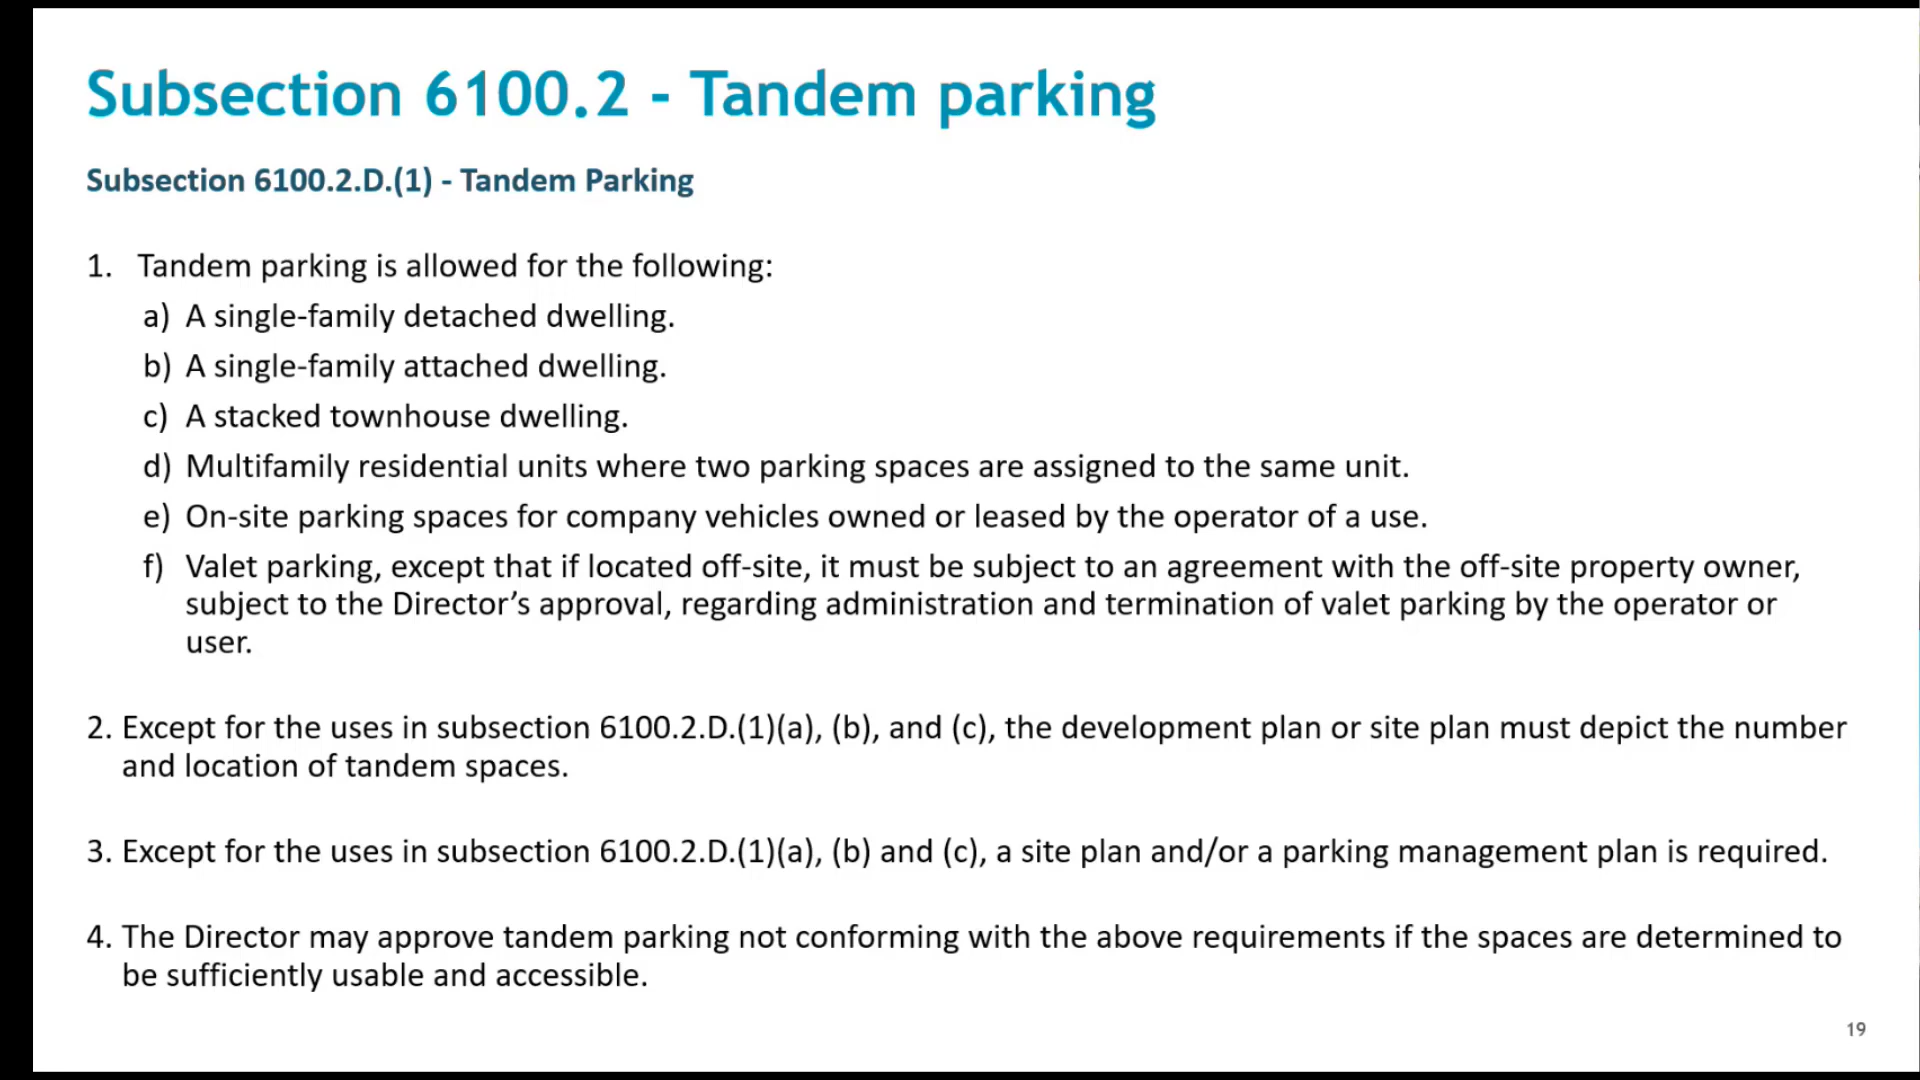 Subsection 6100.2 - Tandem parking
Subsection 6100.2.D.(1) - Tandem Parking
1. Tandem parking is allowed for the following:
a) A single-family detached dwelling.
b) A single-family attached dwelling.
c) A stacked townhouse dwelling.
d) Multifamily residential units where two parking spaces are assigned to the same unit.
e) On-site parking spaces for company vehicles owned or leased by the operator of a use.
f) Valet parking, except that if located off-site, it must be subject to an agreement with the off-site property owner,
subject to the Director’s approval, regarding administration and termination of valet parking by the operator or
user.
2. Except for the uses in subsection 6100.2.D.(1)(a), (b), and (c), the development plan or site plan must depict the number
and location of tandem spaces.
3. Except for the uses in subsection 6100.2.D.(1)(a), (b) and (c), a site plan and/or a parking management plan is required.
4. The Director may approve tandem parking not conforming with the above requirements if the spaces are determined to
be sufficiently usable and accessible.
19